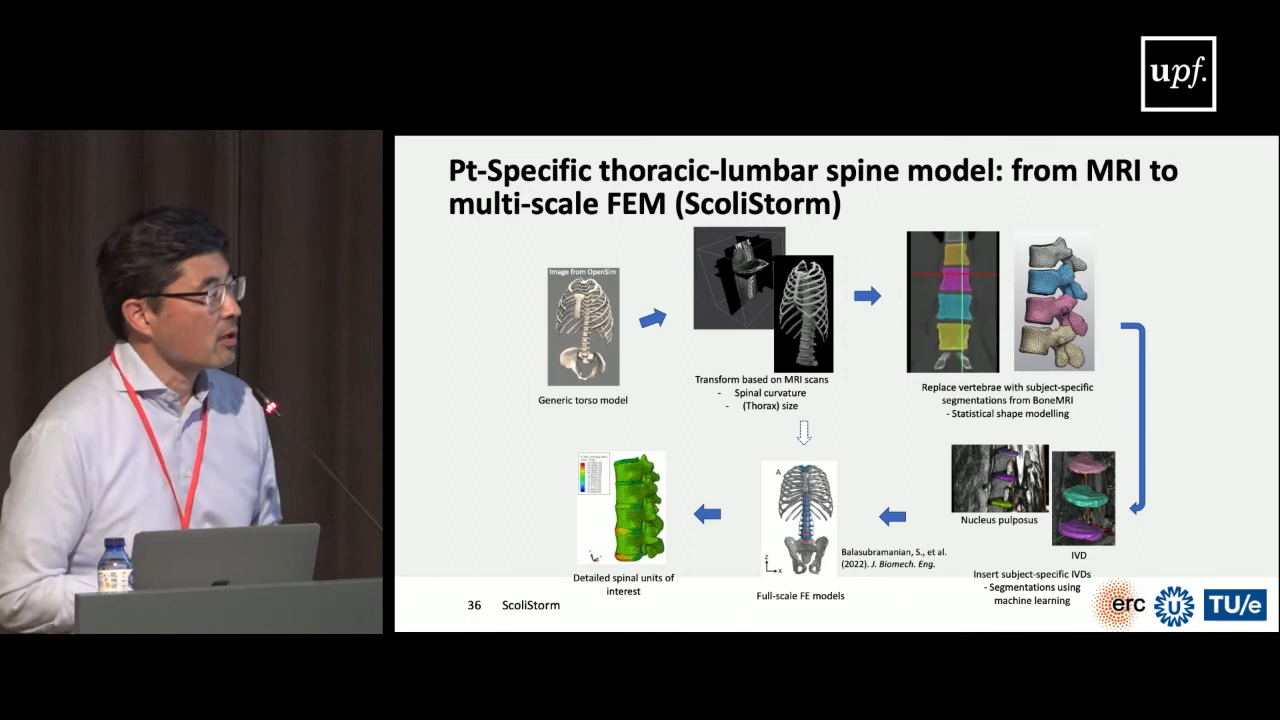 upf.
Pt-Specific thoracic-lumbar spine model: from MRI to
multi-scale FEM (ScoliStorm)
Image from OpenSim
Generic torso model
Transform based on MRI scans
- Spinal curvature
- (Thorax) size
Replace vertebrae with subject-specific
segmentations from BoneMRI
- Statistical shape modelling
Nucleus pulposus
IVD
Insert subject-specific IVDs
- Segmentations using
machine learning
A
Z
X
Balasubramanian, S., et al.
(2022). J. Biomech. Eng.
Full-scale FE models
Detailed spinal units of
interest
36 ScoliStorm
erc
U
TU/e